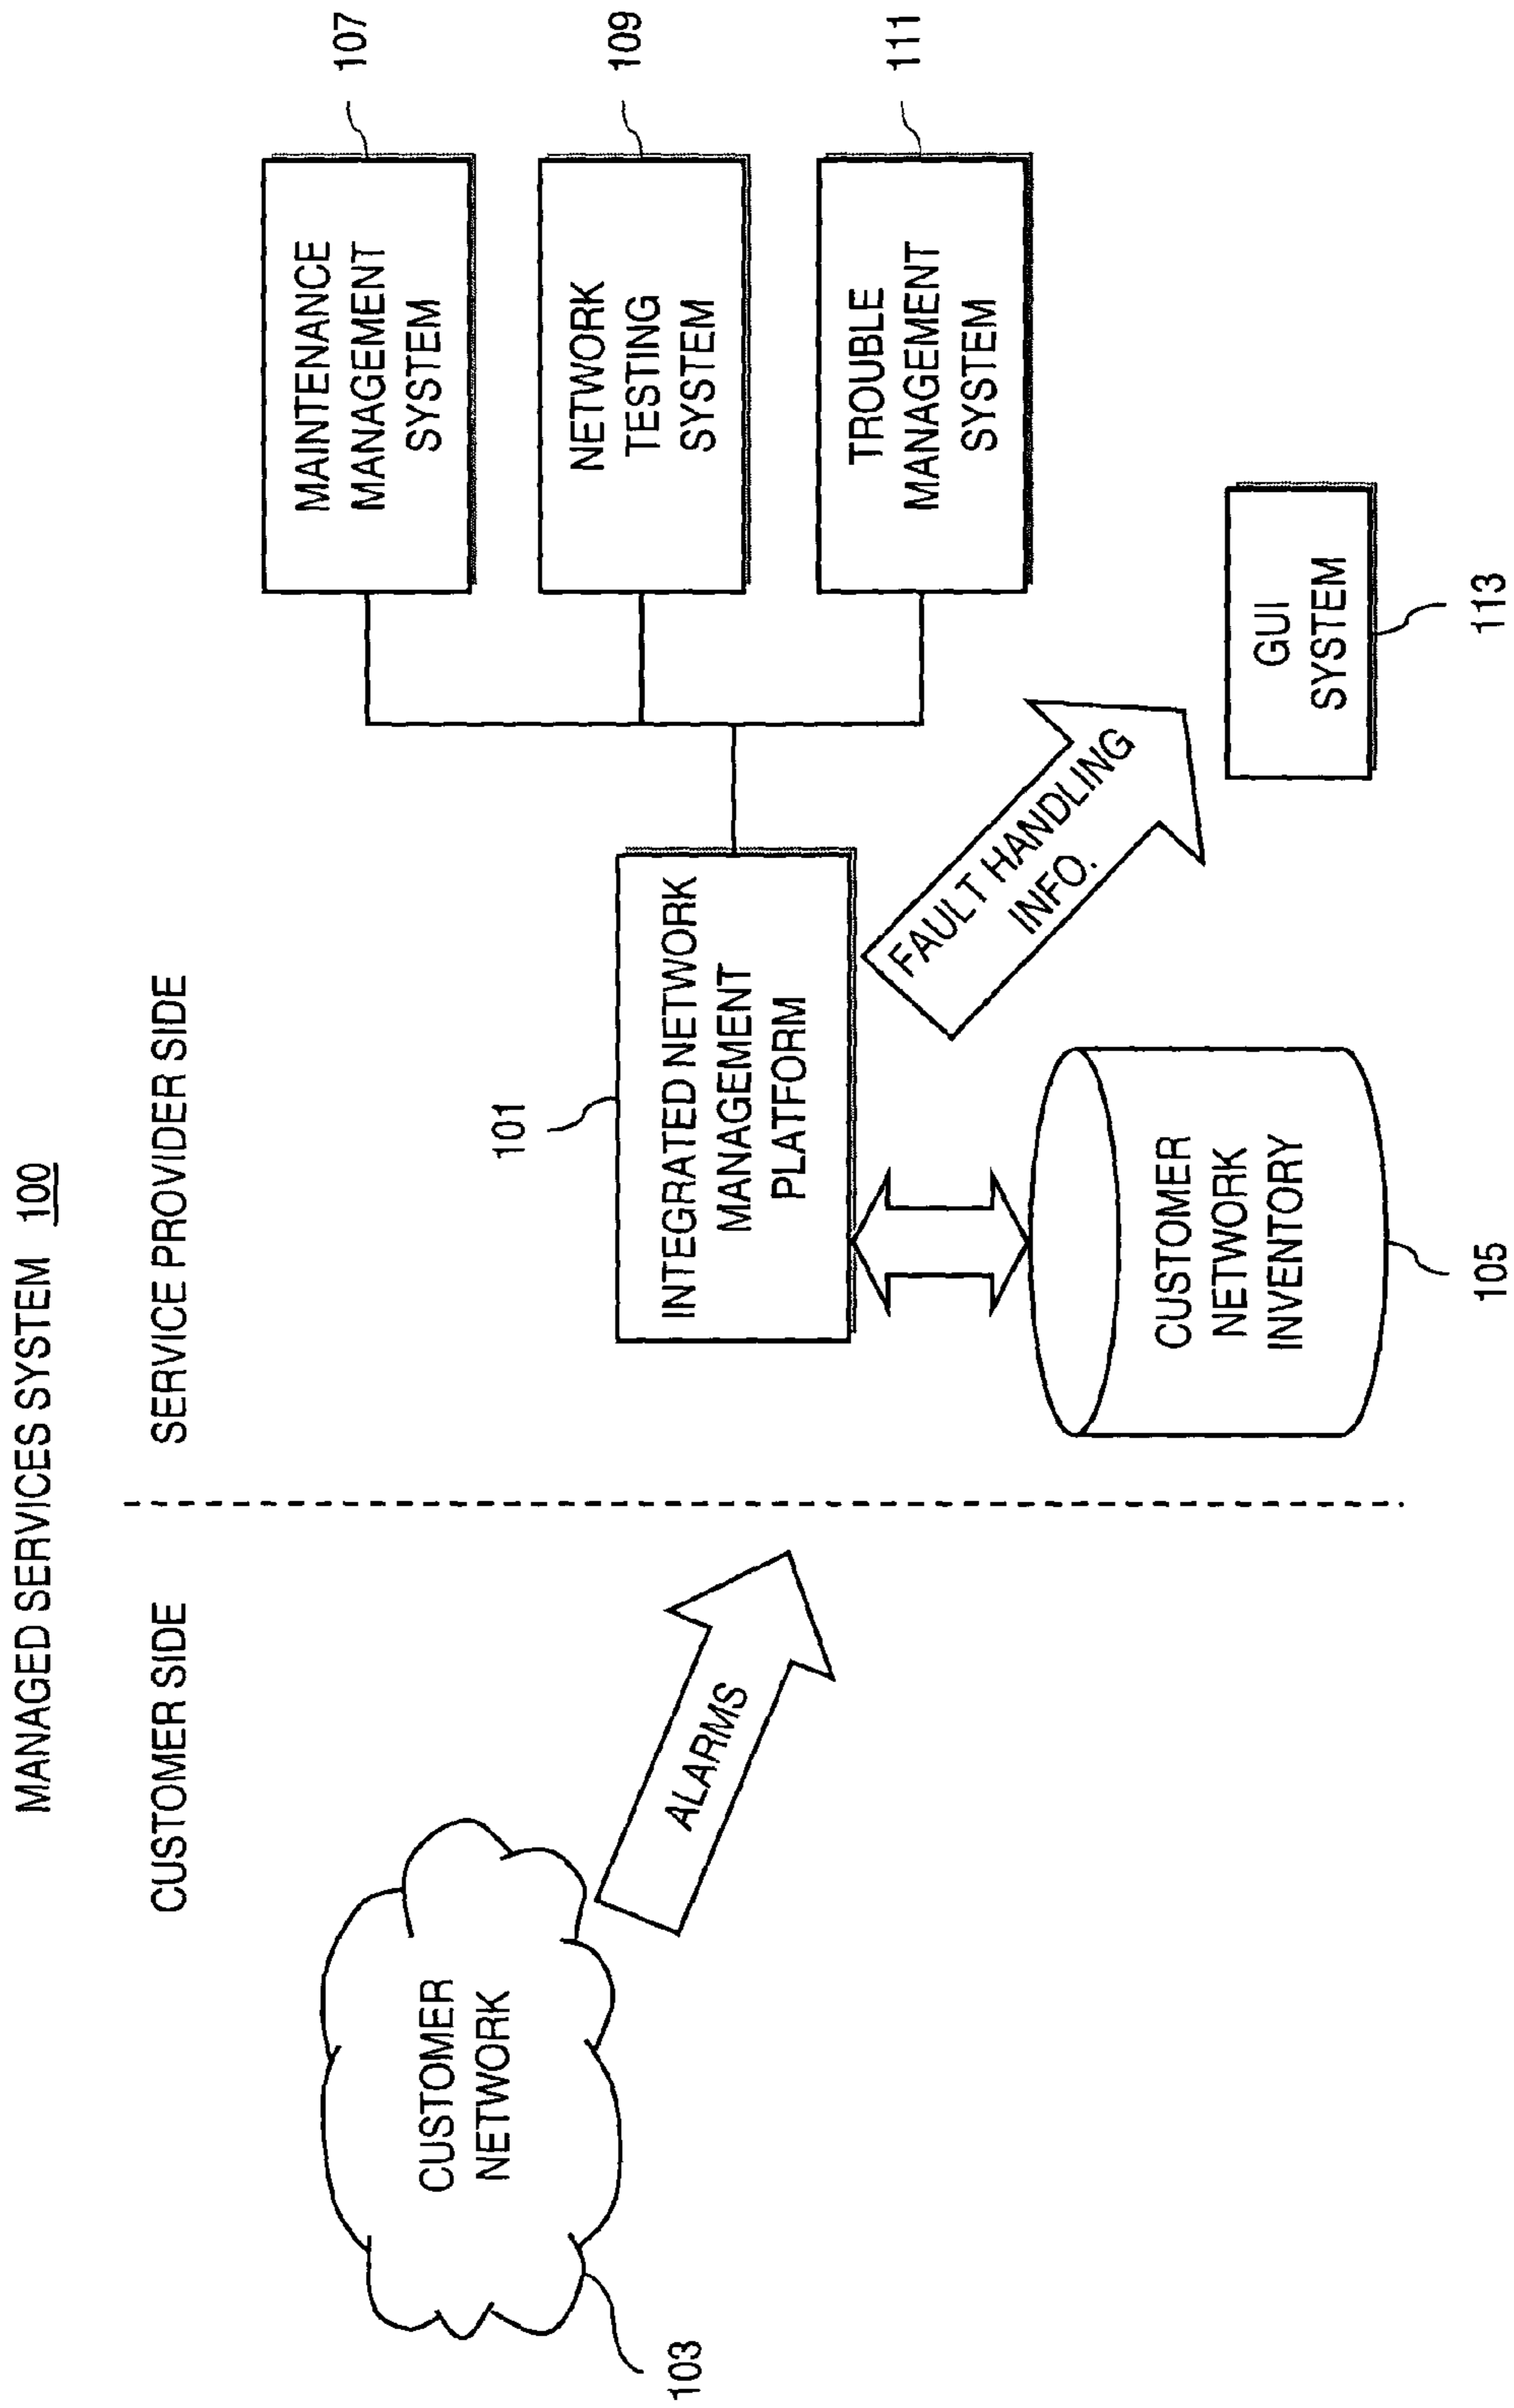 MANAGED SERVICES SYSTEM 100
CUSTOMER SIDE
SERVICE PROVIDER SIDE
CUSTOMER
NETWORK
103
ALARMS
101
INTEGRATED NETWORK
MANAGEMENT
PLATFORM
CUSTOMER
NETWORK
INVENTORY
105
FAULT HANDLING
INFO.
MAINTENANCE
MANAGEMENT
SYSTEM
107
NETWORK
TESTING
SYSTEM
109
TROUBLE
MANAGEMENT
SYSTEM
111
GUI
SYSTEM
113